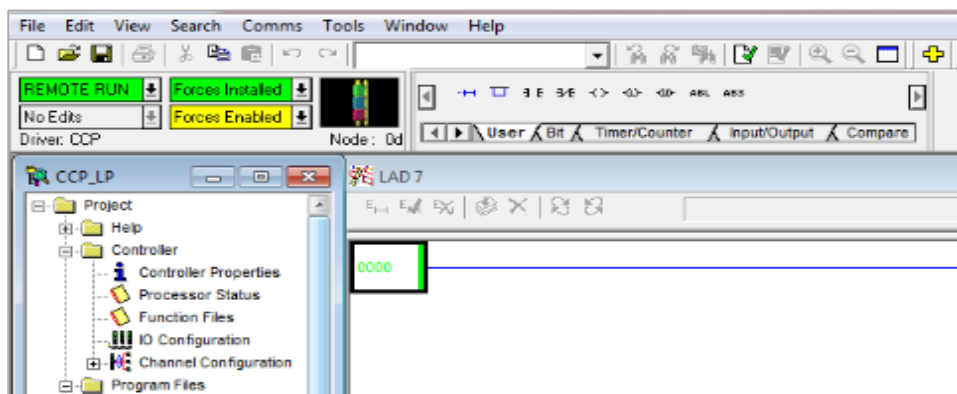 File Edit View Search Comms Tools Window Help
REMOTE RUN Forces Installed
No Edits Forces Enabled
Driver: CCP Node: 0d
ABL ABS
User Bit Timer/Counter Input/Output Compare
CCP_LP
LAD 7
Project
Help
Controller
Controller Properties
Processor Status
Function Files
IO Configuration
Channel Configuration
Program Files
0000